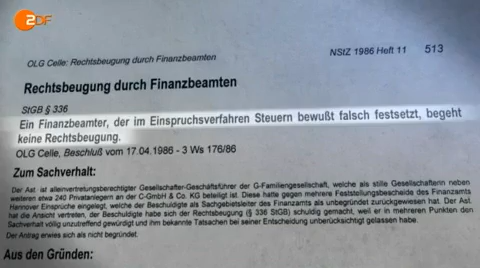 ZDF
OLG Celle: Rechtsbeugung durch Finanzbeamten
NStZ 1986 Heft 11 513
Rechtsbeugung durch Finanzbeamten
StGB § 336
Ein Finanzbeamter, der im Einspruchsverfahren Steuern bewußt falsch festsetzt, begeht
keine Rechtsbeugung.
OLG Celle, Beschluß vom 17.04.1986 - 3 Ws 176/86
Zum Sachverhalt:
Der Ast. ist alleinvertretungsberechtigter Gesellschafter-Geschäftsführer der G-Familiengesellschaft, welche als stille Gesellschafterin neben
weiteren etwa 240 Privatanlegern an der C-GmbH & Co. KG beteiligt ist. Diese hatte gegen mehrere Feststellungsbescheide des Finanzamts
Hannover Einsprüche eingelegt, welche der Beschuldigte als Sachgebietsleiter des Finanzamts als unbegründet zurückgewiesen hat. Der Ast.
hat die Ansicht vertreten, der Beschuldigte habe sich der Rechtsbeugung (§ 336 StGB) schuldig gemacht, weil er in mehreren Punkten den
Sachverhalt völlig unzutreffend gewürdigt und ihm bekannte Tatsachen bei seiner Entscheidung unberücksichtigt gelassen habe.
Der Antrag erwies sich als nicht begründet.
Aus den Gründen: